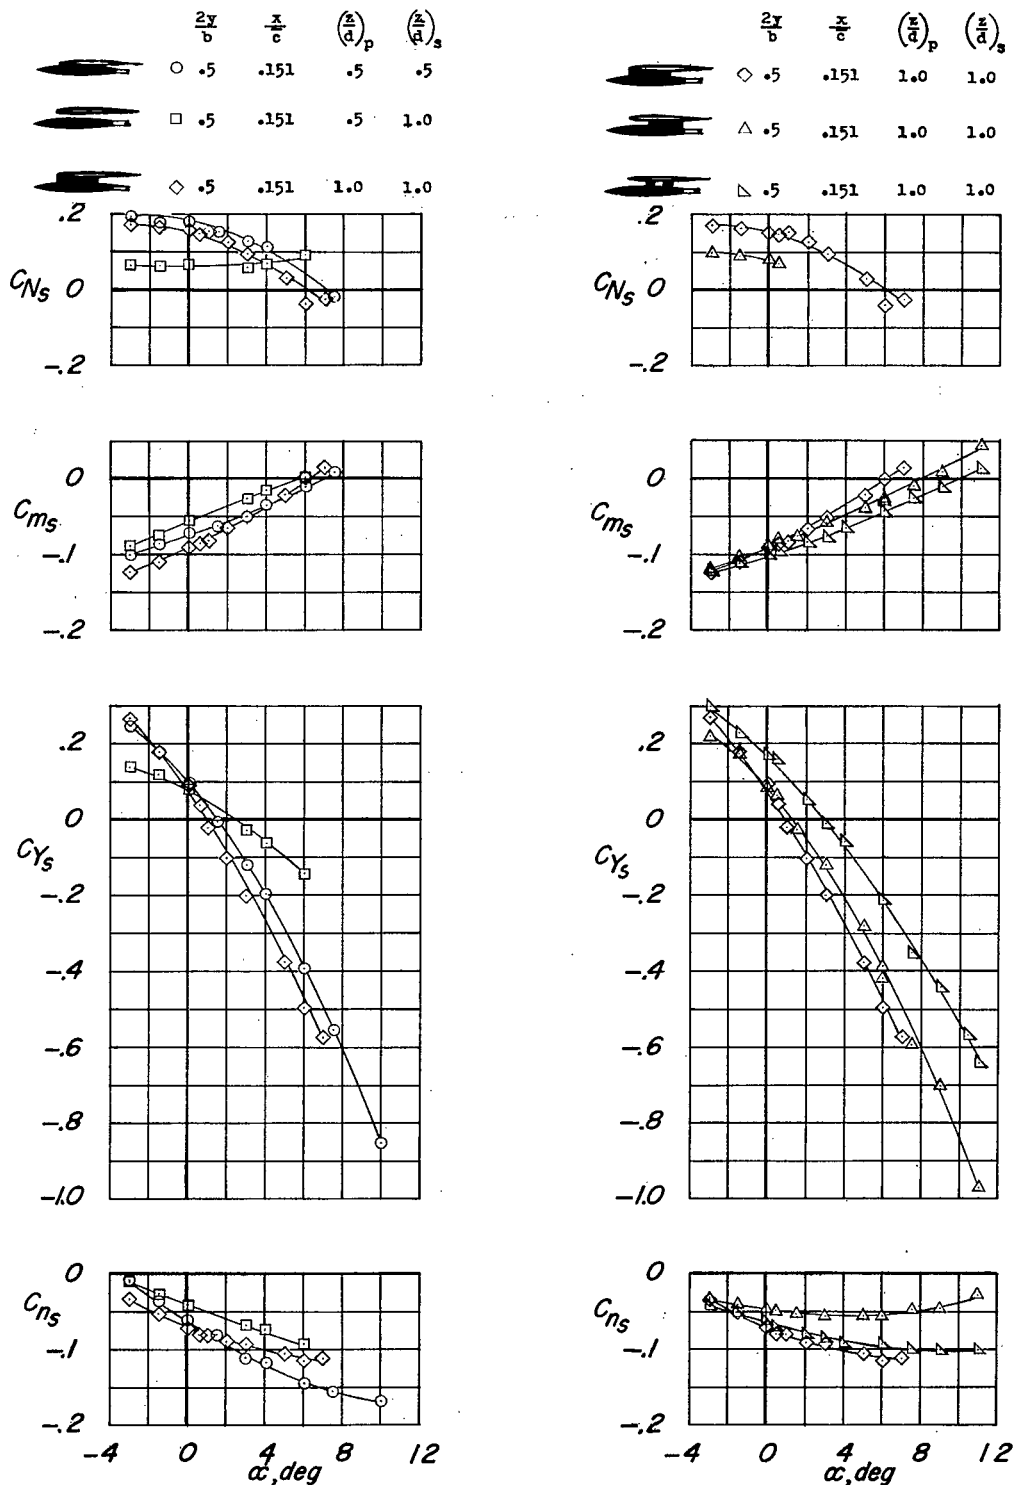 2y/b x/c (z/d)p (z/d)s
.5 .151 .5 .5
.5 .151 .5 1.0
.5 .151 1.0 1.0
.2
CNs 0
-.2
0
Cms
-.1
-.2
.2
0
CYs
-.2
-.4
-.6
-.8
-1.0
0
Cns
-.1
-.2
-4 0 4 8 12
α, deg
2y/b x/c (z/d)p (z/d)s
.5 .151 1.0 1.0
.5 .151 1.0 1.0
.5 .151 1.0 1.0
.2
CNs 0
-.2
0
Cms
-.1
-.2
.2
0
CYs
-.2
-.4
-.6
-.8
-1.0
0
Cns
-.1
-.2
-4 0 4 8 12
α, deg